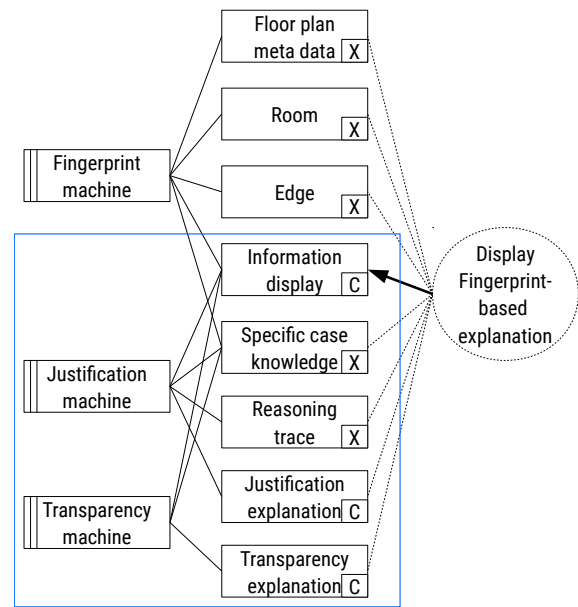 Floor plan
meta data
X
Room
X
Fingerprint
machine
Edge
X
Information
display
C
Display
Fingerprint-
based
explanation
Specific case
knowledge
X
Justification
machine
Reasoning
trace
X
Justification
explanation
C
Transparency
machine
Transparency
explanation
C